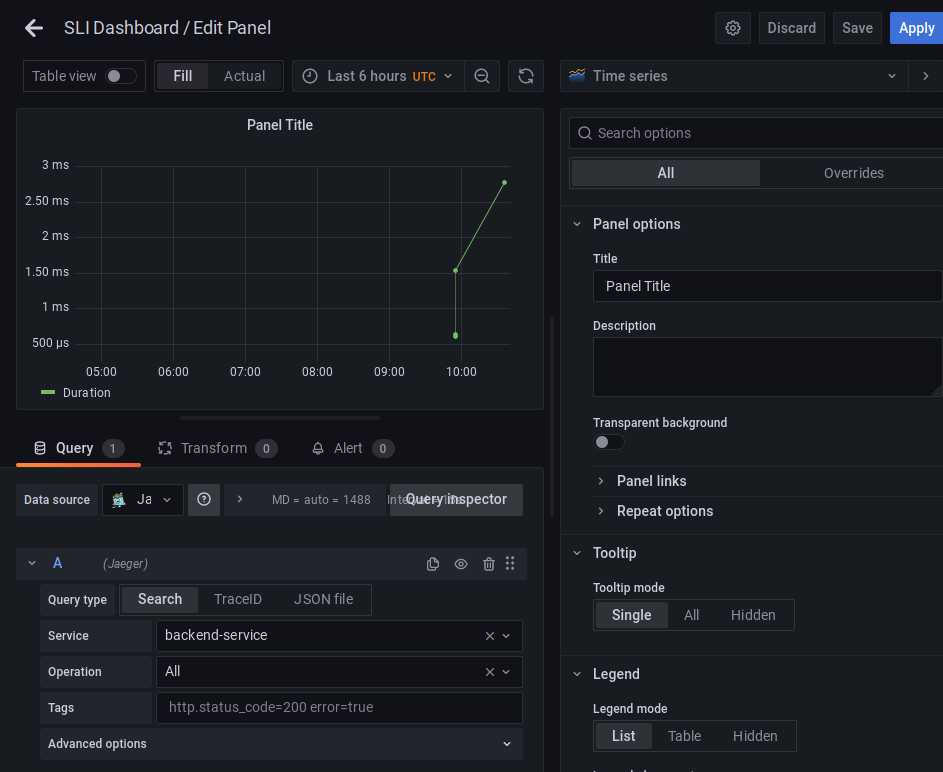 SLI Dashboard / Edit Panel
Discard
Save
Apply
Table view
Fill
Actual
Last 6 hours UTC
Time series
Panel Title
3 ms
2.50 ms
2 ms
1.50 ms
1 ms
500 µs
05:00 06:00 07:00 08:00 09:00 10:00
Duration
Query 1
Transform 0
Alert 0
Data source
Ja
MD = auto = 1488
Query inspector
A
(Jaeger)
Query type
Search
TraceID
JSON file
Service
backend-service
Operation
All
Tags
http.status_code=200 error=true
Advanced options
Search options
All
Overrides
Panel options
Title
Panel Title
Description
Transparent background
Panel links
Repeat options
Tooltip
Tooltip mode
Single
All
Hidden
Legend
Legend mode
List
Table
Hidden